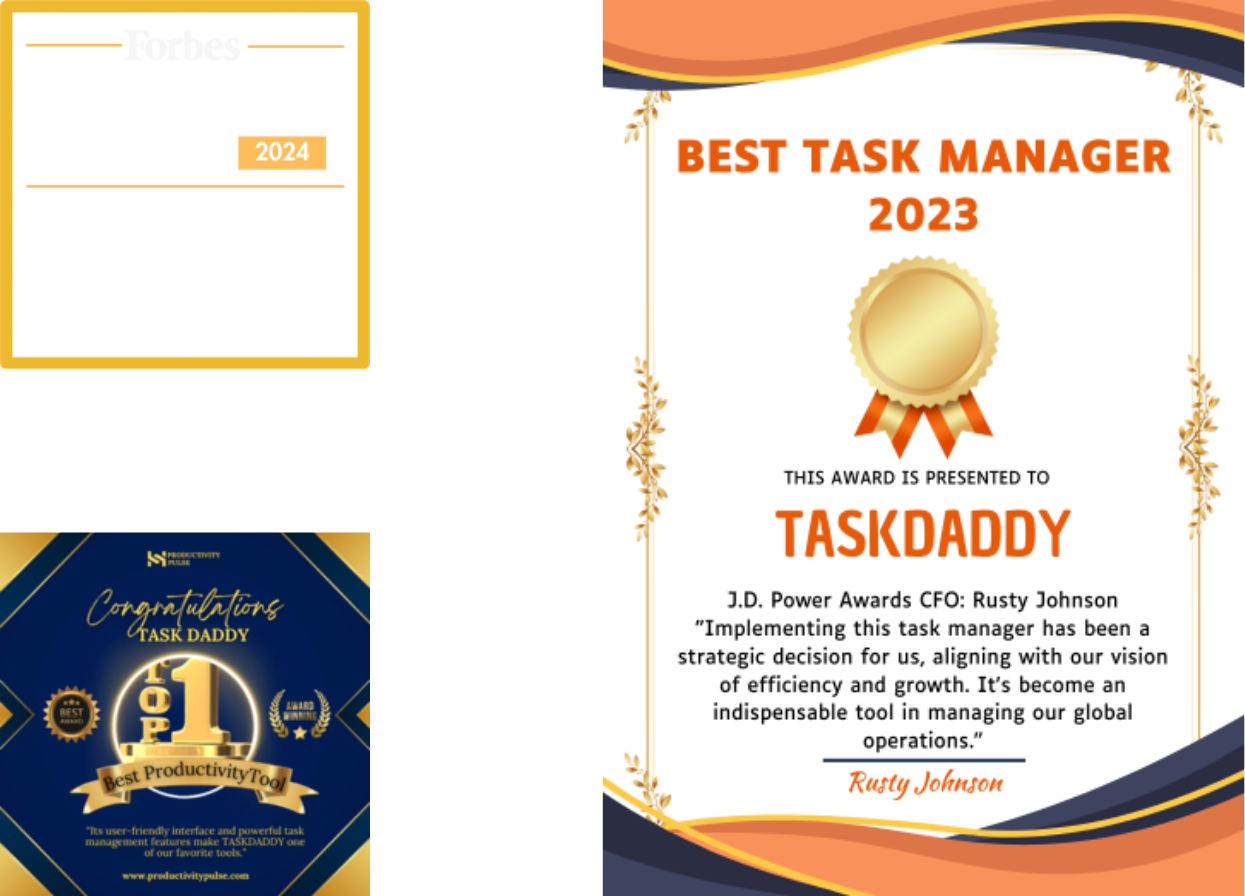 Forbes
2024
BEST TASK MANAGER
2023
THIS AWARD IS PRESENTED TO
TASKDADDY
J.D. Power Awards CFO: Rusty Johnson
"Implementing this task manager has been a
strategic decision for us, aligning with our vision
of efficiency and growth. It's become an
indispensable tool in managing our global
operations."
Rusty Johnson
PRODUCTIVITY
PULSE
Congratulations
TASK DADDY
TOP
1
BEST
AWARD
AWARD
WINNING
Best ProductivityTool
"Its user-friendly interface and powerful task
management features make TASKDADDY one
of our favorite tools."
www.productivitypulse.com